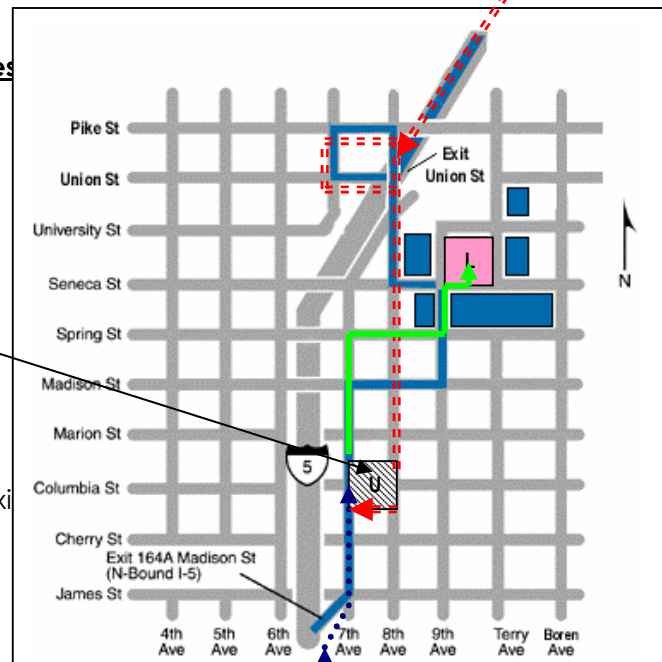 es
Pike St
Exit
Union St
Union St
University St
L
Seneca St
N
Spring St
Madison St
Marion St
5
U
Columbia St
xi
Cherry St
Exit 164A Madison St
(N-Bound I-5)
James St
4th
Ave
5th
Ave
6th
Ave
7th
Ave
8th
Ave
9th
Ave
Terry
Ave
Boren
Ave